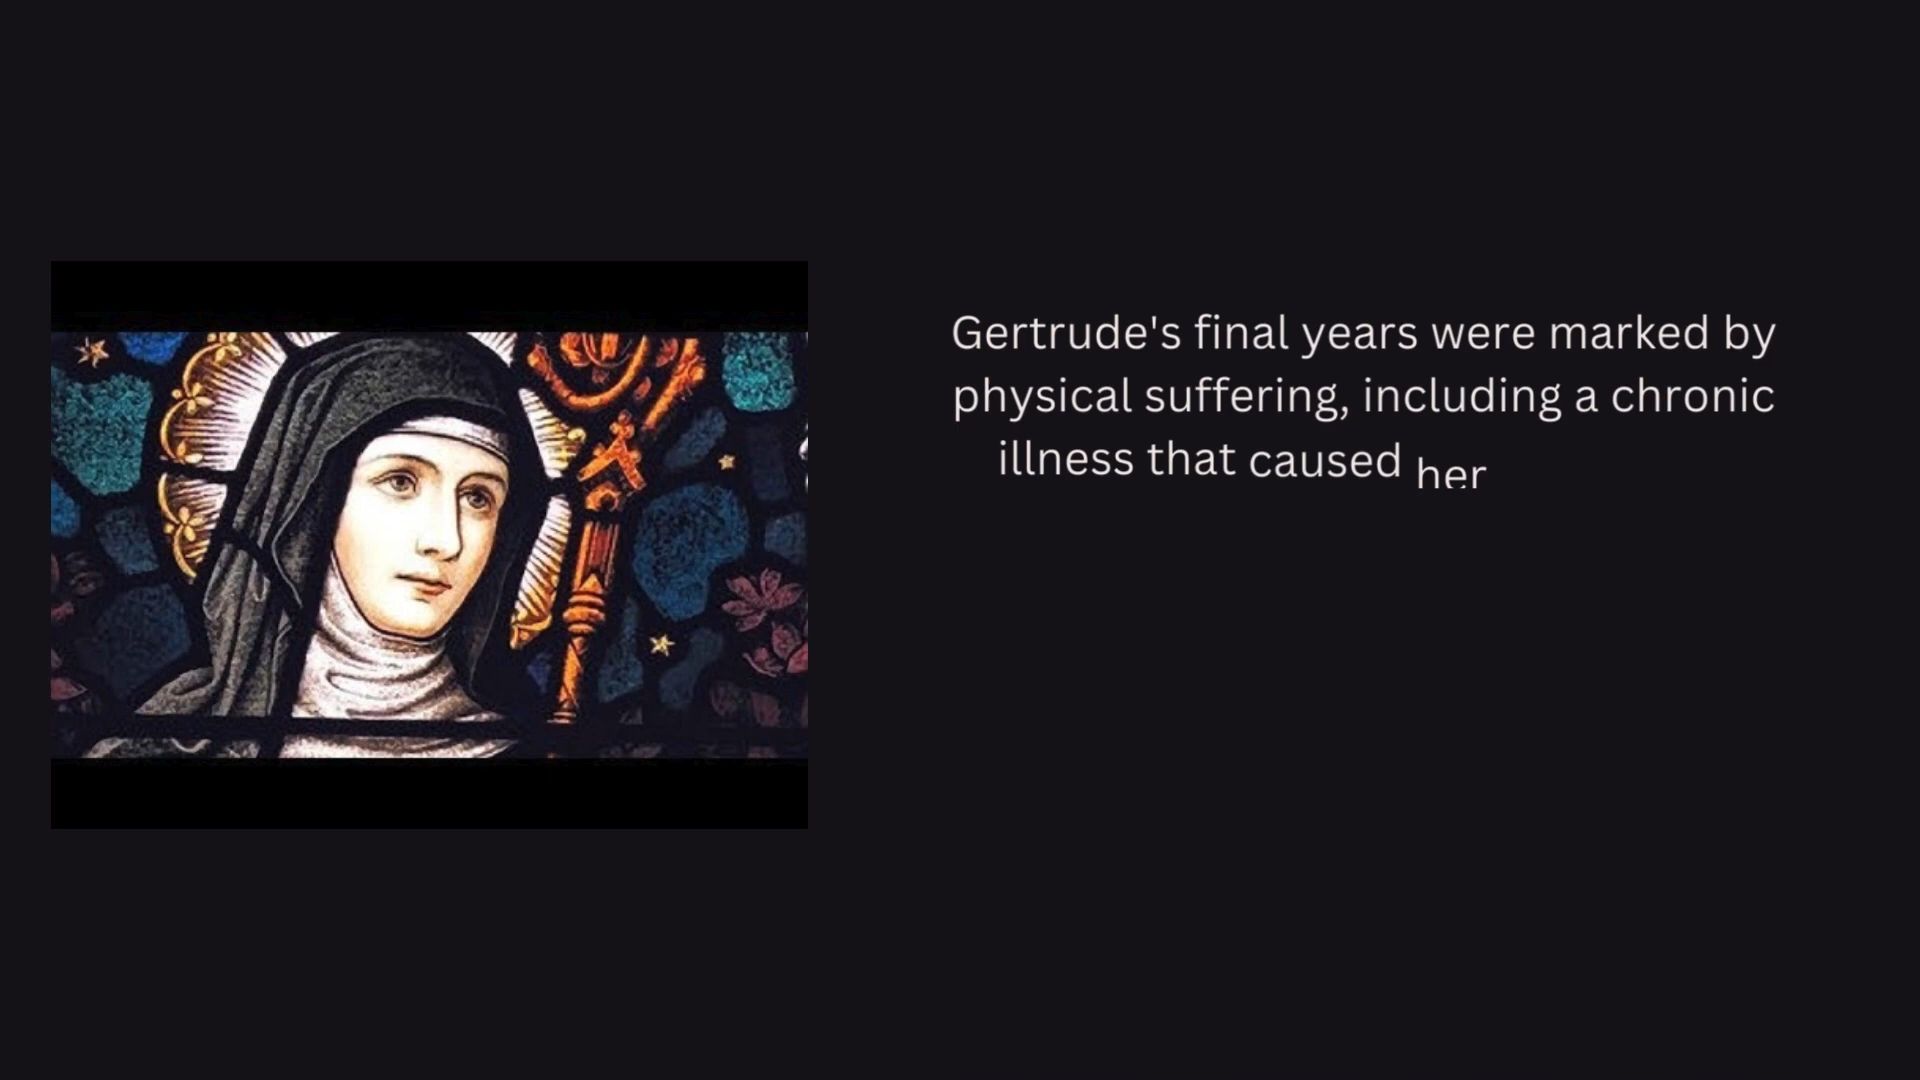 Gertrude's final years were marked by
physical suffering, including a chronic
illness that caused her